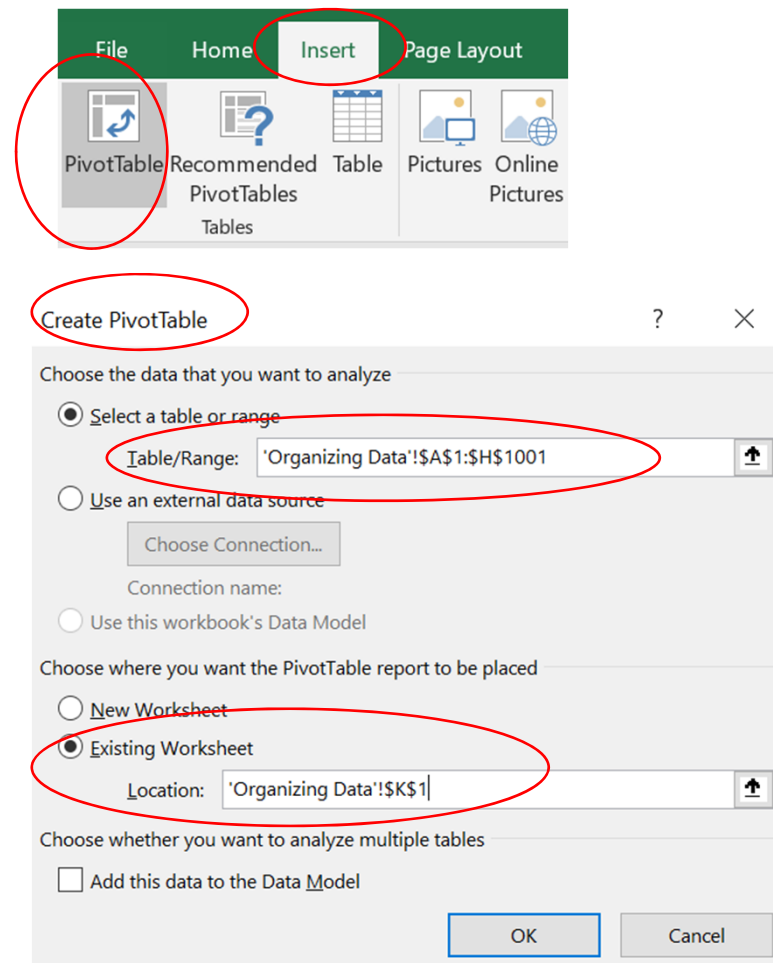 File Home Insert Page Layout
PivotTable Recommended PivotTables Table Pictures Online Pictures
Tables
Create PivotTable ?
Choose the data that you want to analyze
Select a table or range
Table/Range: 'Organizing Data'!$A$1:$H$1001
Use an external data source
Choose Connection...
Connection name:
Use this workbook's Data Model
Choose where you want the PivotTable report to be placed
New Worksheet
Existing Worksheet
Location: 'Organizing Data'!$K$1
Choose whether you want to analyze multiple tables
Add this data to the Data Model
OK Cancel